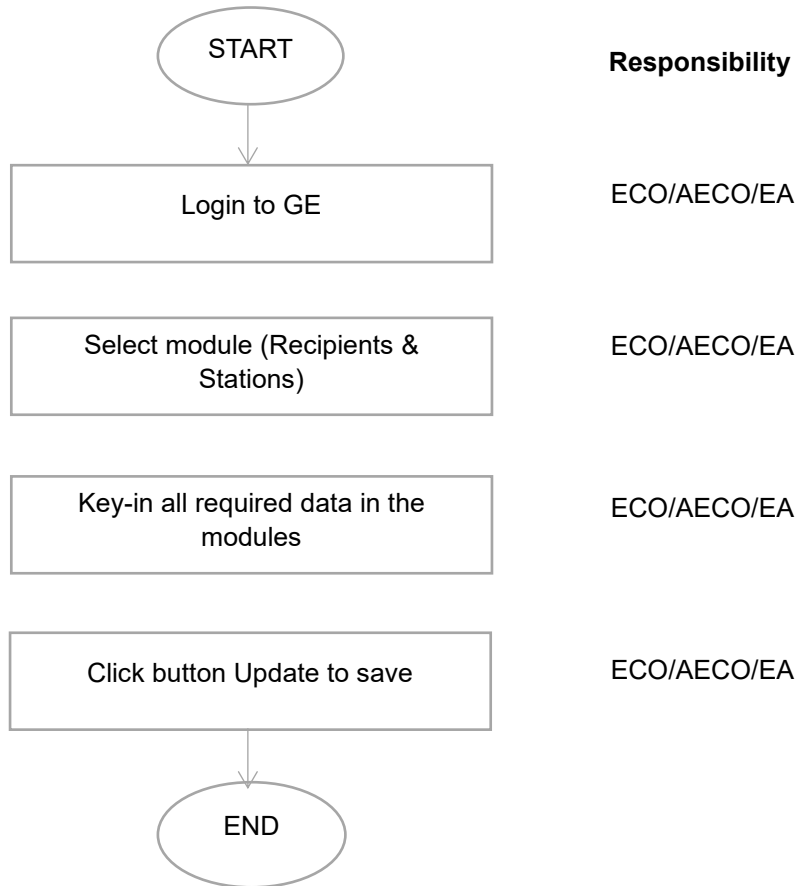 START
Responsibility
Login to GE
ECO/AECO/EA
Select module (Recipients &
Stations)
ECO/AECO/EA
Key-in all required data in the
modules
ECO/AECO/EA
Click button Update to save
ECO/AECO/EA
END